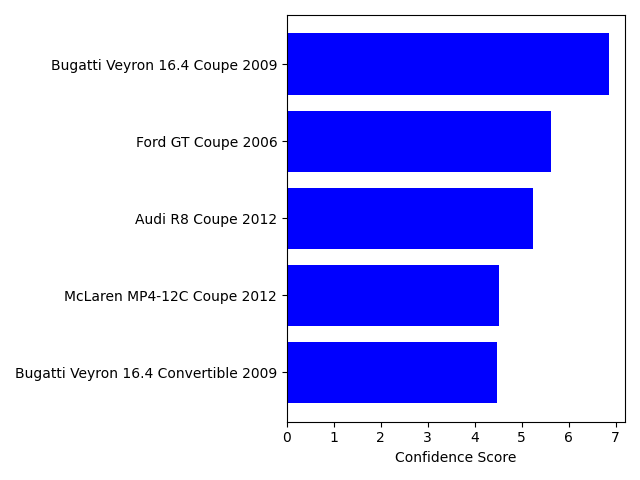 Bugatti Veyron 16.4 Coupe 2009
Ford GT Coupe 2006
Audi R8 Coupe 2012
McLaren MP4-12C Coupe 2012
Bugatti Veyron 16.4 Convertible 2009
0 1 2 3 4 5 6 7
Confidence Score